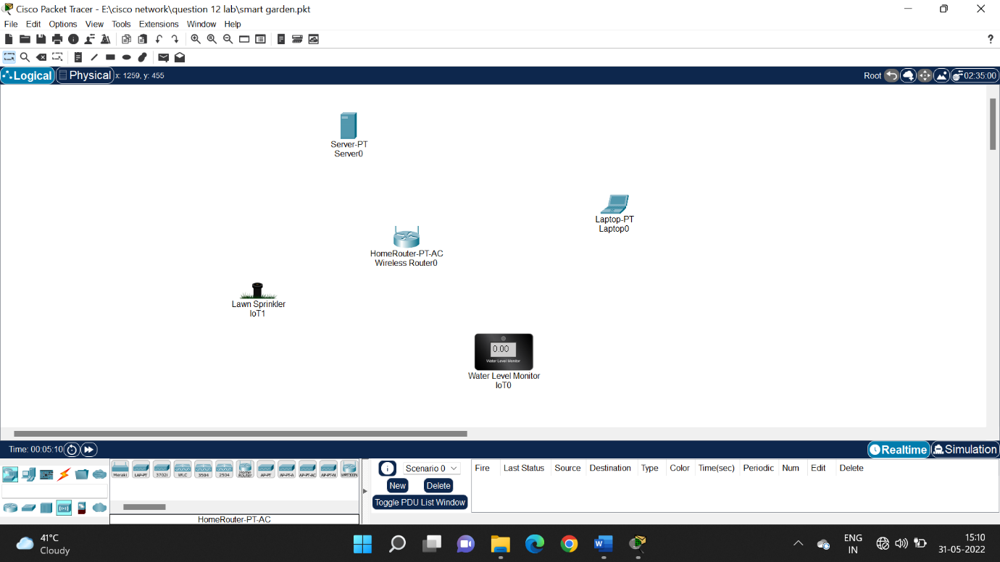 Cisco Packet Tracer - E:\cisco network\question 12 lab\smart garden.pkt
File Edit Options View Tools Extensions Window Help
?
Logical Physical x: 1259, y: 455 Root 02:35:00
Server-PT
Server0
Laptop-PT
Laptop0
HomeRouter-PT-AC
Wireless Router0
Lawn Sprinkler
IoT1
0.00
Water Level Monitor
Water Level Monitor
IoT0
Time: 00:05:10 Realtime Simulation
Meraki LAP-PT 3702i WLC 3504 2504 Home Router AP-PT AP-PT-A AP-PT-AC AP-PT-N WRT300N
Scenario 0
New Delete
Toggle PDU List Window
Fire Last Status Source Destination Type Color Time(sec) Periodic Num Edit Delete
HomeRouter-PT-AC
41°C
Cloudy
ENG
IN
15:10
31-05-2022